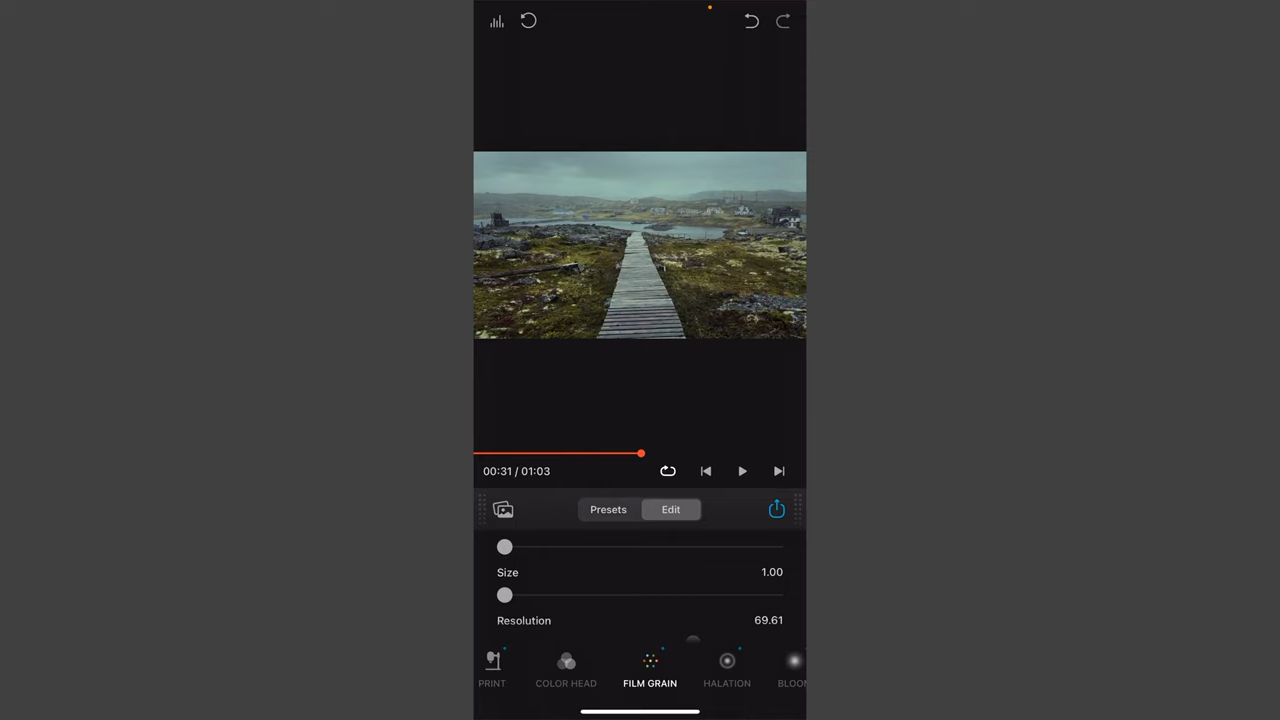 00:31 / 01:03
Presets Edit
Size 1.00
Resolution 69.61
PRINT COLOR HEAD FILM GRAIN HALATION BLOOM